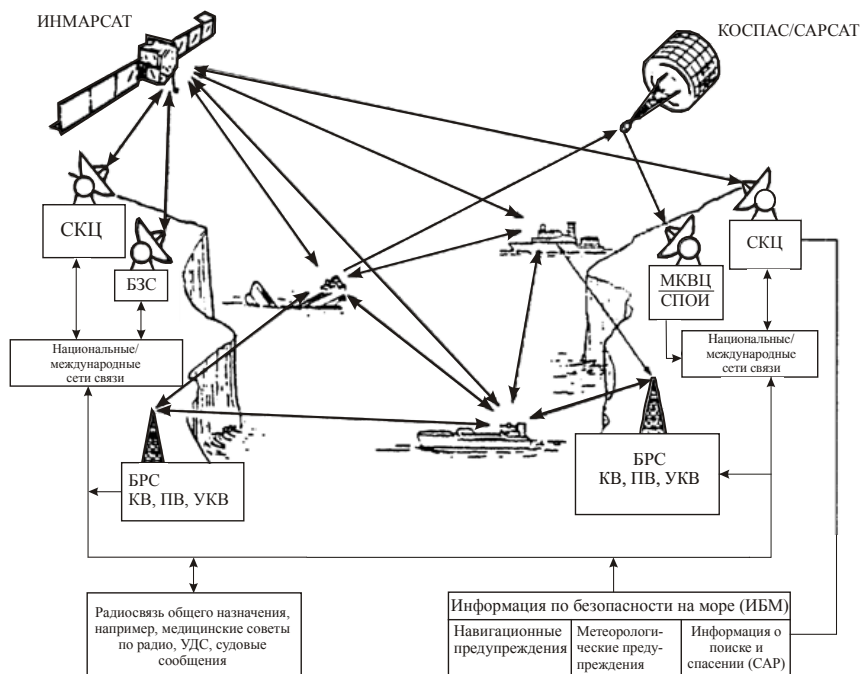 ИНМАРСАТ
КОСПАС/САРСАТ
СКЦ
БЗС
СКЦ
МКВЦ
СПОИ
Национальные/
международные
сети связи
Национальные/
международные
сети связи
БРС
КВ, ПВ, УКВ
БРС
КВ, ПВ, УКВ
Радиосвязь общего назначения,
например, медицинские советы
по радио, УДС, судовые
сообщения
Информация по безопасности на море (ИБМ)
Навигационные
предупреждения
Метеорологи-
ческие преду-
преждения
Информация о
поиске и
спасении (САР)